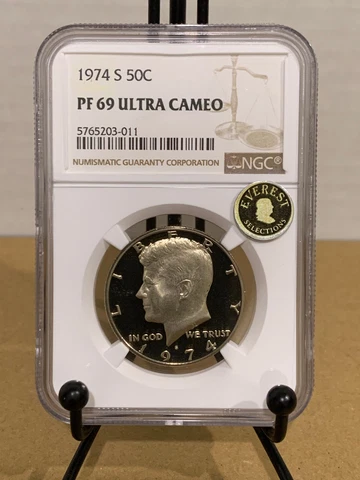 1974 S 50C
PF 69 ULTRA CAMEO
5765203-011
NUMISMATIC GUARANTY CORPORATION
NGC
EVEREST
SELECTIONS
LIBERTY
IN GOD WE TRUST
1974